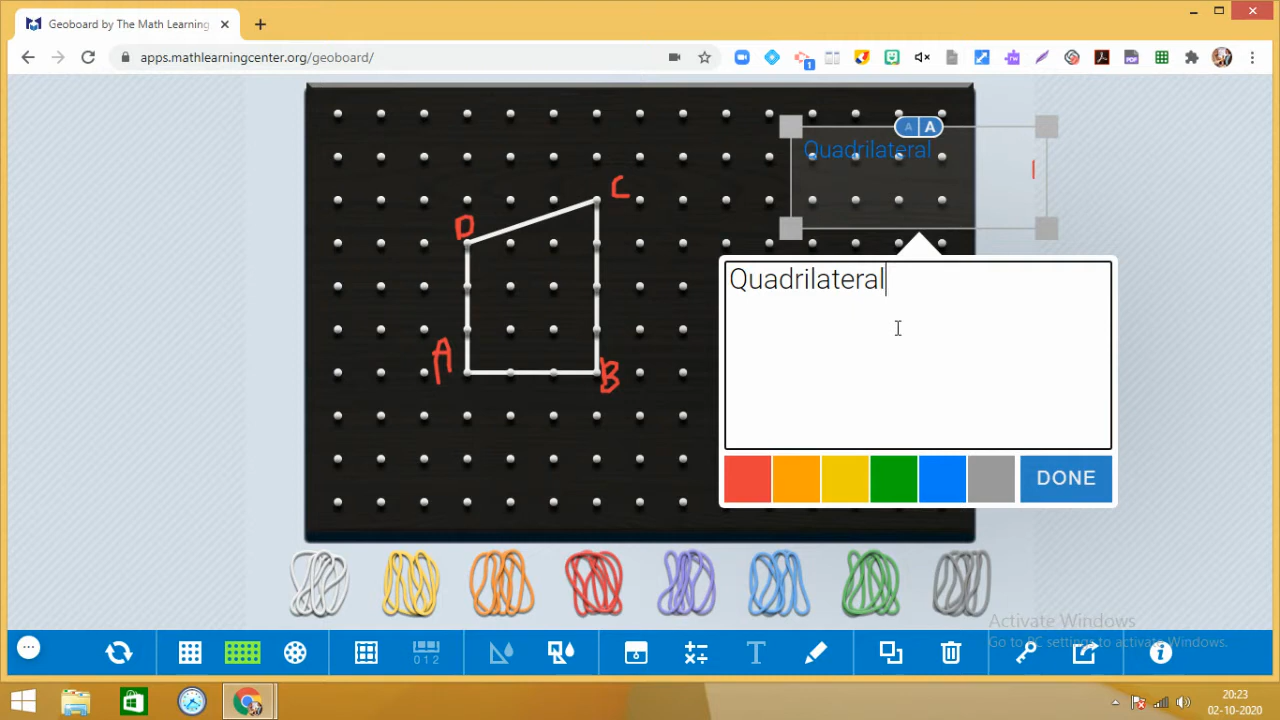 Geoboard by The Math Learning
apps.mathlearningcenter.org/geoboard/
A A
Quadrilateral
C
D
Quadrilateral
A
B
DONE
Activate Windows
Go to PC settings to activate Windows.
0 1 2
T
20:23
02-10-2020